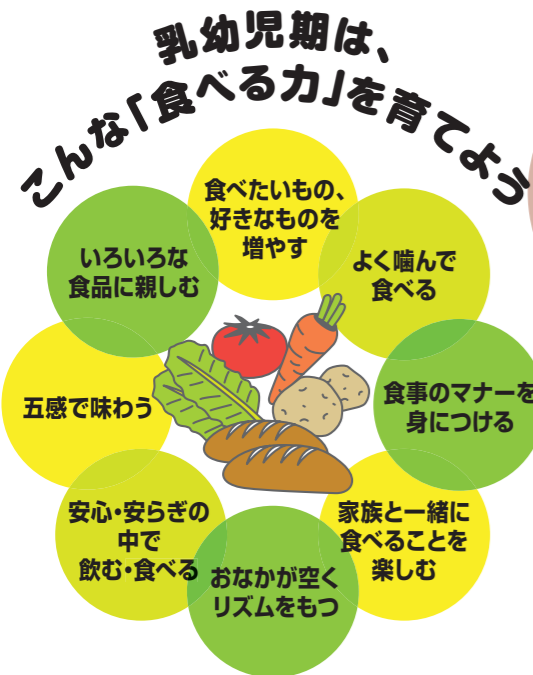 乳幼児期は、
こんな「食べる力」を育てよう
食べたいもの、
好きなものを
増やす
よく噛んで
食べる
食事のマナーを
身につける
家族と一緒に
食べることを
楽しむ
おなかが空く
リズムをもつ
安心・安らぎの
中で
飲む・食べる
五感で味わう
いろいろな
食品に親しむ